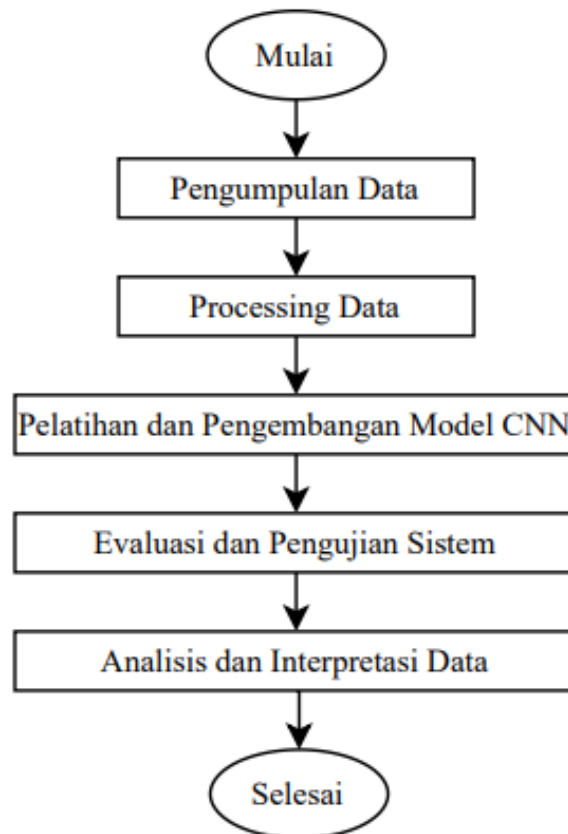 Mulai
Pengumpulan Data
Processing Data
Pelatihan dan Pengembangan Model CNN
Evaluasi dan Pengujian Sistem
Analisis dan Interpretasi Data
Selesai